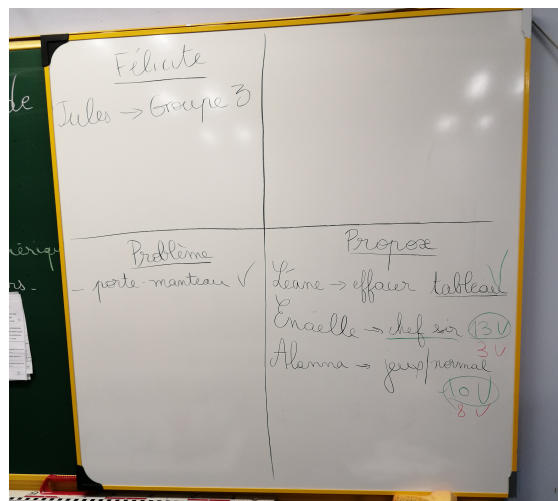 Félicite
Jules → Groupe 3
Problème
- porte-manteau V
Propose
Léane → effacer tableau V
Enaelle → chef sir 13 V
3 V
Alanna → jeux/normal
10 V
8 V
de